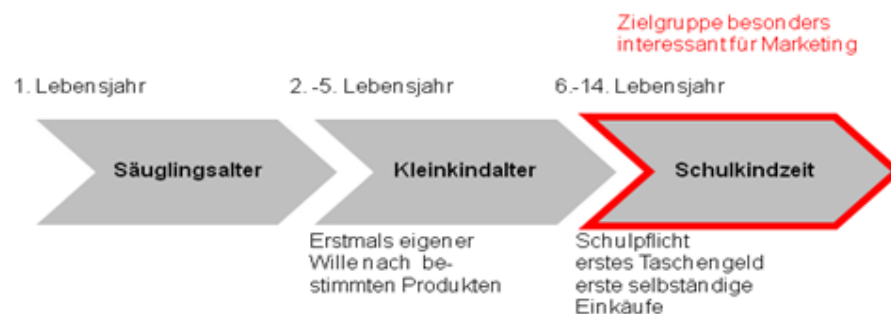 Zielgruppe besonders
interessant für Marketing
1. Lebensjahr
2. -5. Lebensjahr
6.-14. Lebensjahr
Säuglingsalter
Kleinkindalter
Schulkindzeit
Erstmals eigener
Wille nach be-
stimmten Produkten
Schulpflicht
erstes Taschengeld
erste selbständige
Einkäufe